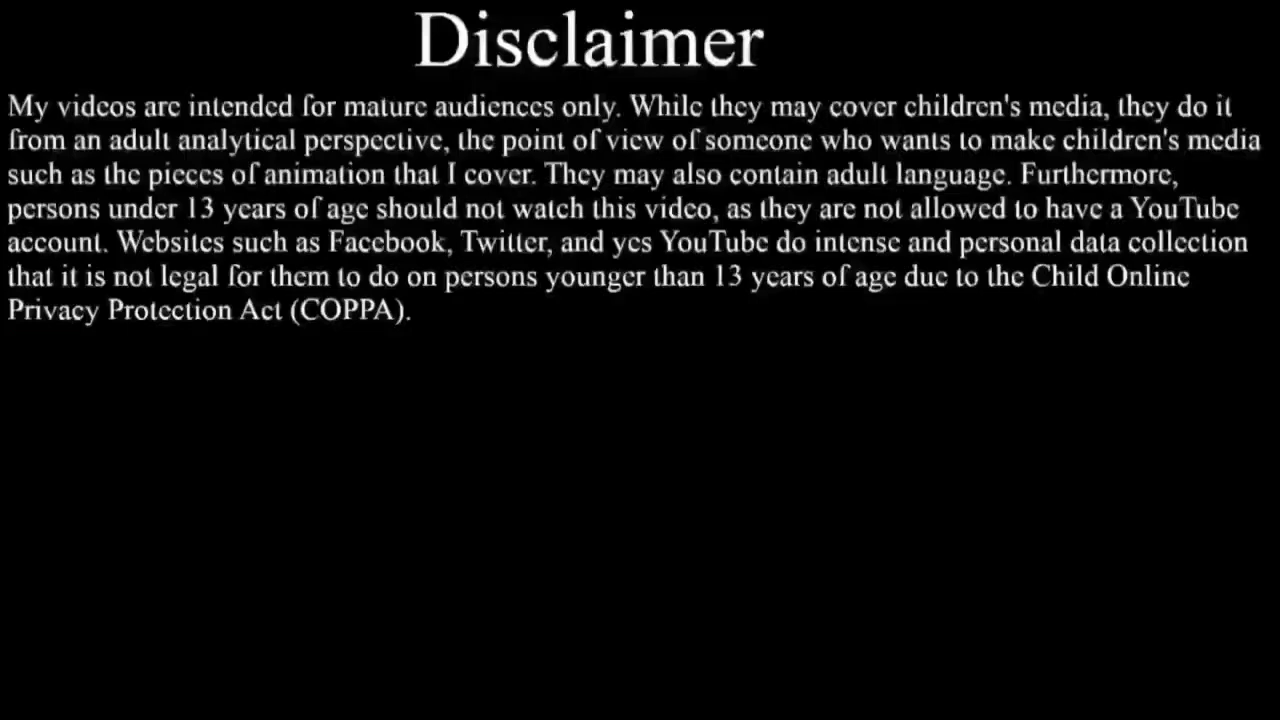 Disclaimer
My videos are intended for mature audiences only. While they may cover children's media, they do it
from an adult analytical perspective, the point of view of someone who wants to make children's media
such as the pieces of animation that I cover. They may also contain adult language. Furthermore,
persons under 13 years of age should not watch this video, as they are not allowed to have a YouTube
account. Websites such as Facebook, Twitter, and yes YouTube do intense and personal data collection
that it is not legal for them to do on persons younger than 13 years of age due to the Child Online
Privacy Protection Act (COPPA).